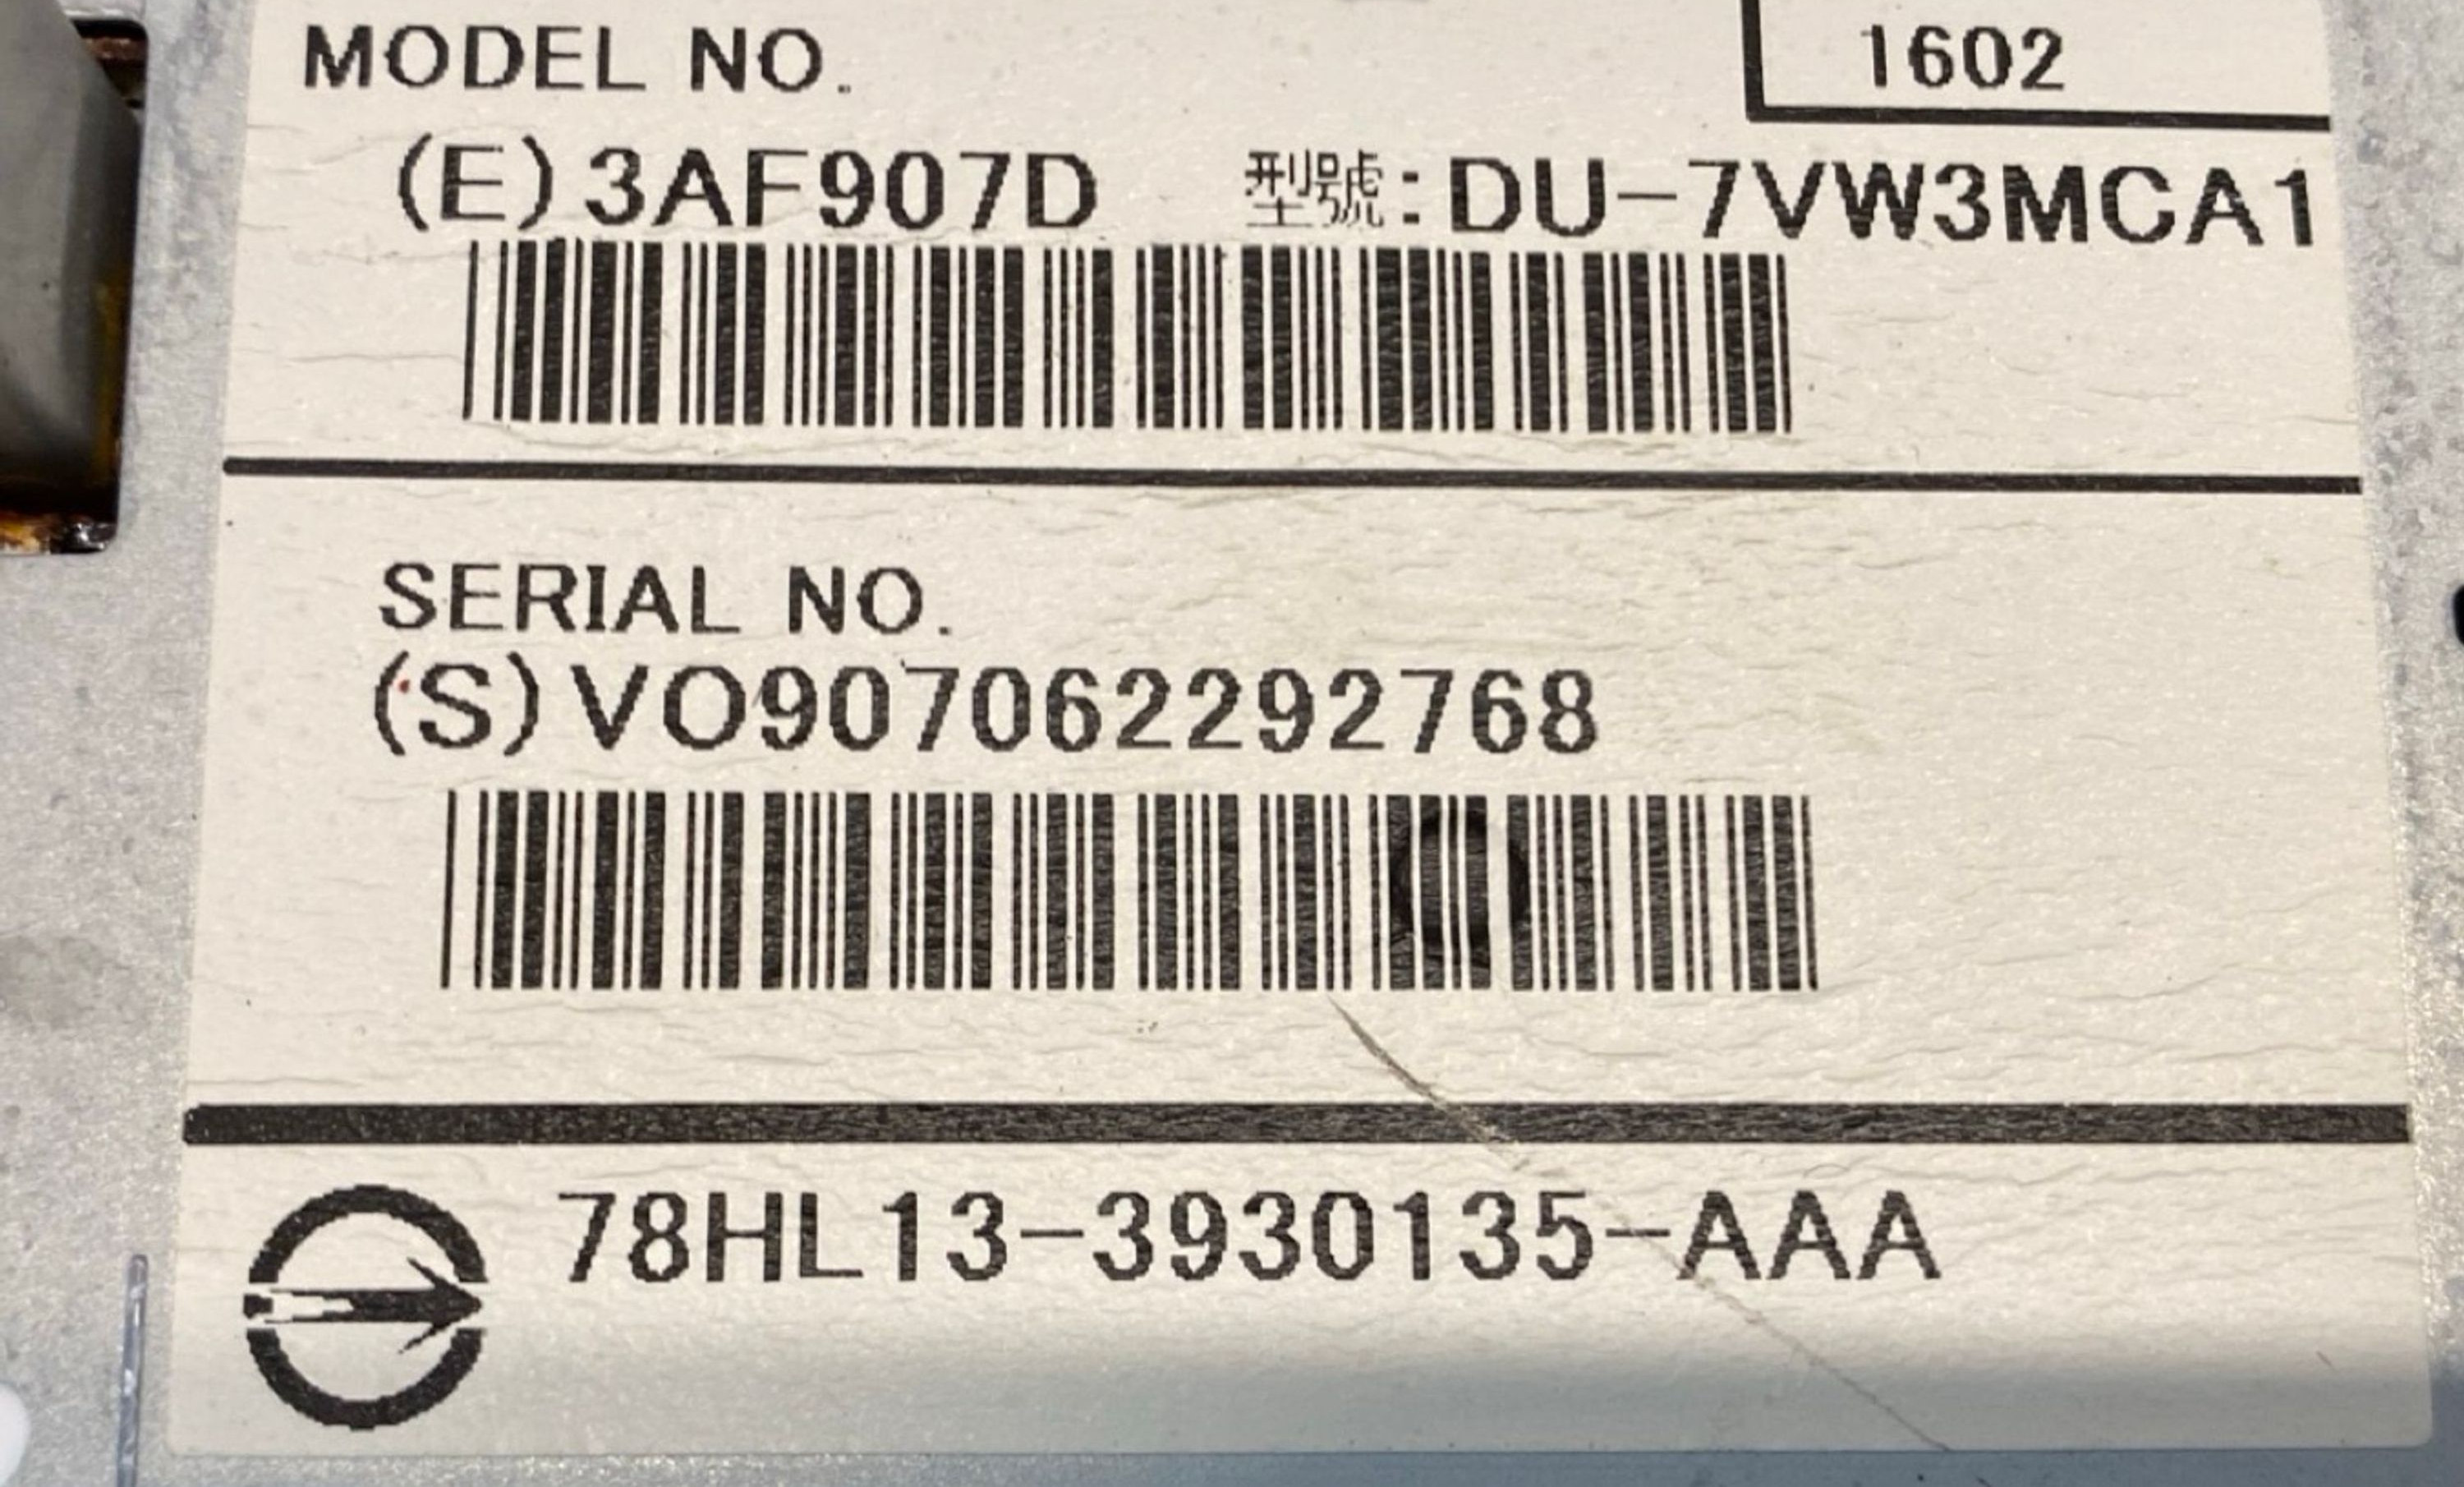 MODEL NO.
1602
(E)3AF907D 型號:DU-7VW3MCA1
SERIAL NO.
(S)VO907062292768
78HL13-3930135-AAA